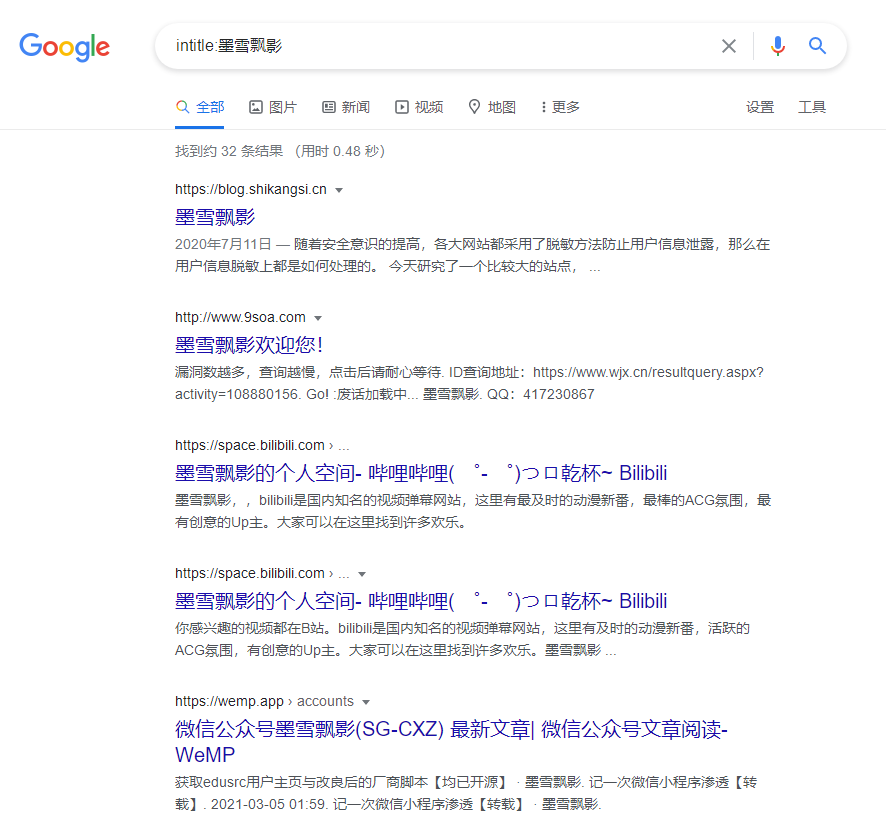 Google
intitle:墨雪飘影
全部 图片 新闻 视频 地图 更多 设置 工具
找到约 32 条结果 （用时 0.48 秒）
https://blog.shikangsi.cn
墨雪飘影
2020年7月11日 — 随着安全意识的提高，各大网站都采用了脱敏方法防止用户信息泄露，那么在
用户信息脱敏上都是如何处理的。 今天研究了一个比较大的站点， ...
http://www.9soa.com
墨雪飘影欢迎您！
漏洞数越多，查询越慢，点击后请耐心等待. ID查询地址：https://www.wjx.cn/resultquery.aspx?
activity=108880156. Go! :废话加载中... 墨雪飘影. QQ：417230867
https://space.bilibili.com › ...
墨雪飘影的个人空间- 哔哩哔哩( ゜- ゜)つロ乾杯~ Bilibili
墨雪飘影，，bilibili是国内知名的视频弹幕网站，这里有最及时的动漫新番，最棒的ACG氛围，最
有创意的Up主。大家可以在这里找到许多欢乐。
https://space.bilibili.com › ...
墨雪飘影的个人空间- 哔哩哔哩( ゜- ゜)つロ乾杯~ Bilibili
你感兴趣的视频都在B站。bilibili是国内知名的视频弹幕网站，这里有及时的动漫新番，活跃的
ACG氛围，有创意的Up主。大家可以在这里找到许多欢乐。墨雪飘影 ...
https://wemp.app › accounts
微信公众号墨雪飘影(SG-CXZ) 最新文章| 微信公众号文章阅读-
WeMP
获取edusrc用户主页与改良后的厂商脚本【均已开源】 · 墨雪飘影. 记一次微信小程序渗透【转
载】. 2021-03-05 01:59. 记一次微信小程序渗透【转载】 · 墨雪飘影.